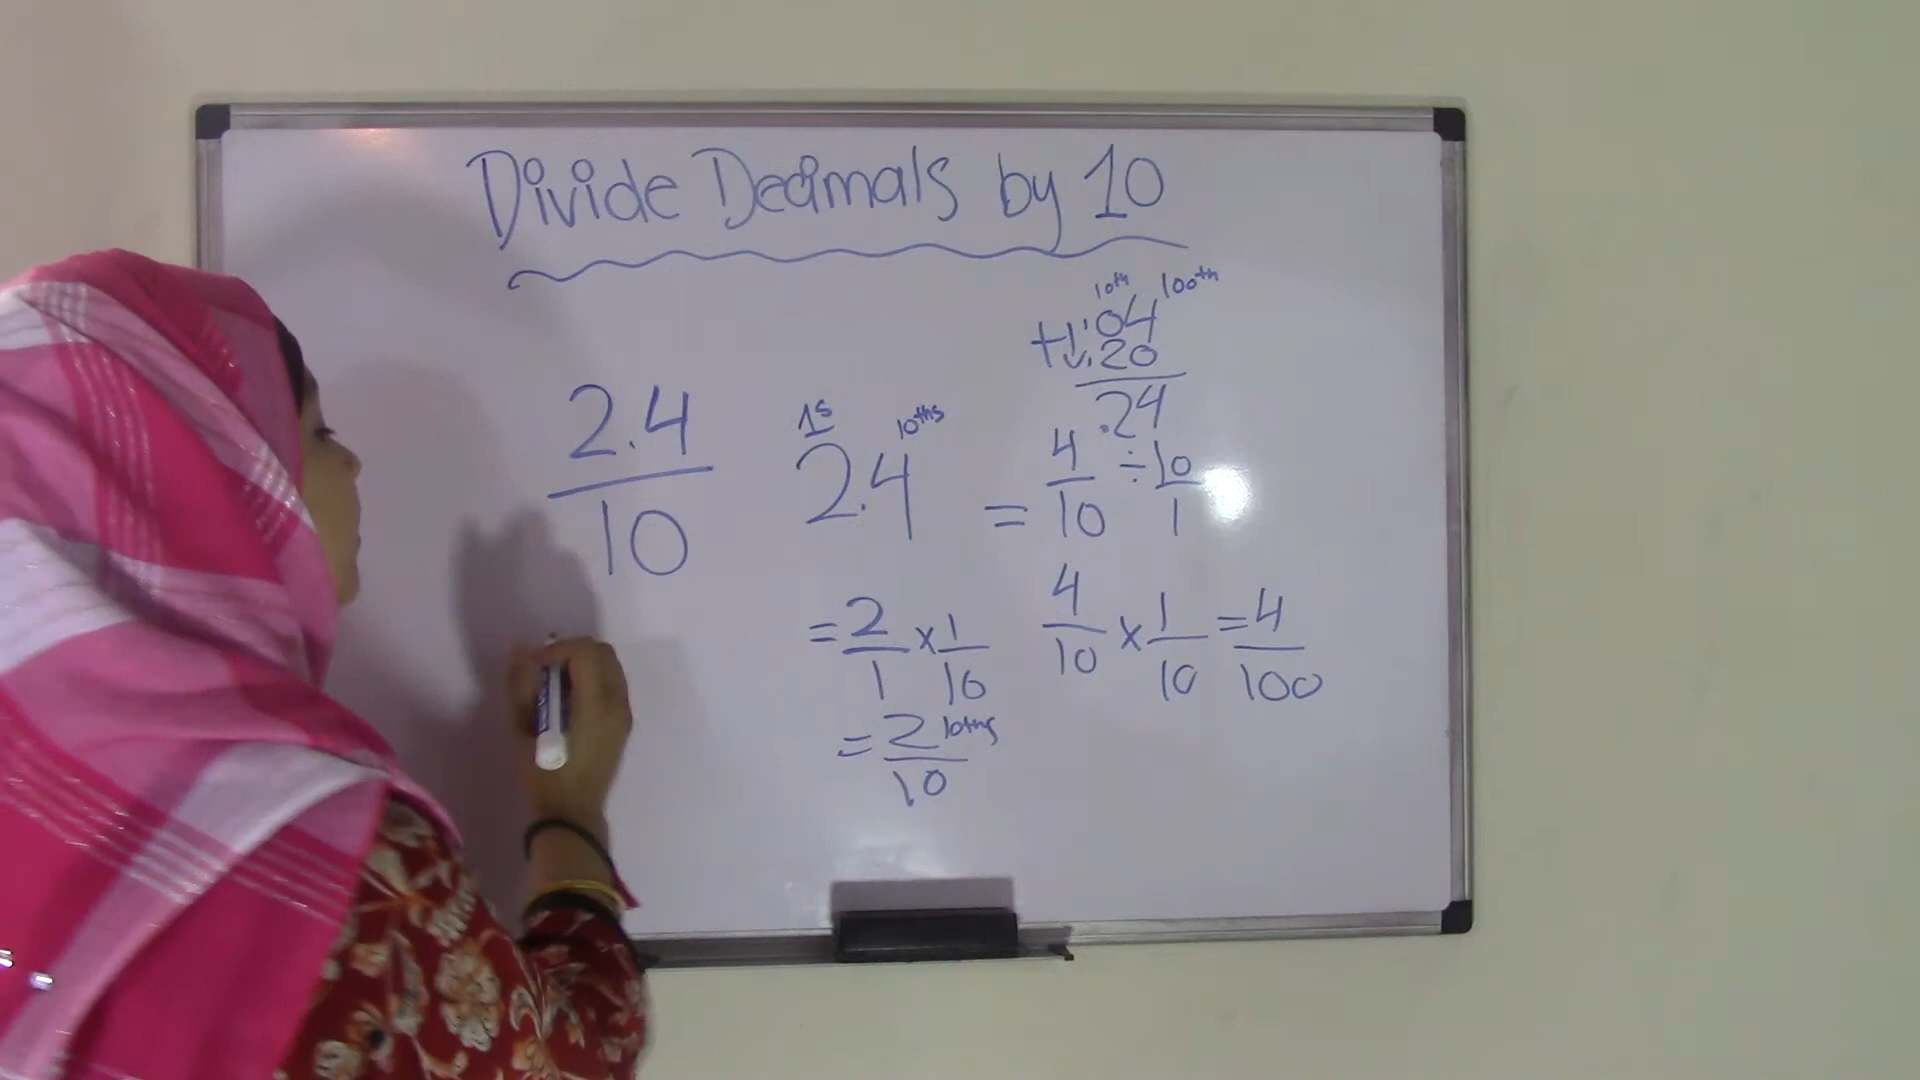 Divide Decimals by 10
10th 100th
.04
+ .20
.24
2.4
10
1s 10ths
2.4
= 4/10 ÷ 10/1
= 2/1 x 1/10
4/10 x 1/10 = 4/100
= 2/10 10ths